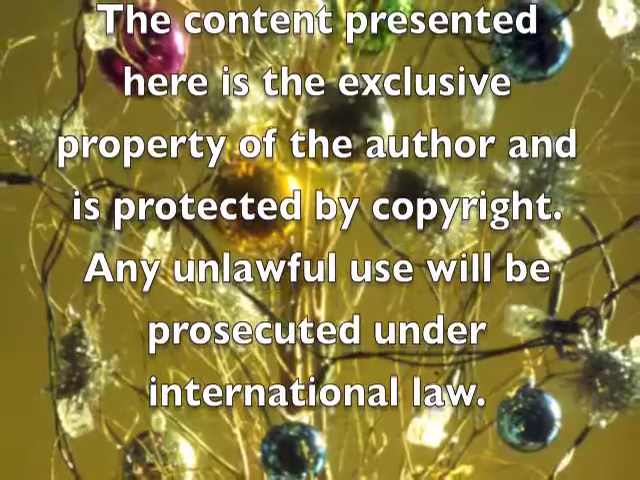 The content presented
here is the exclusive
property of the author and
is protected by copyright.
Any unlawful use will be
prosecuted under
international law.